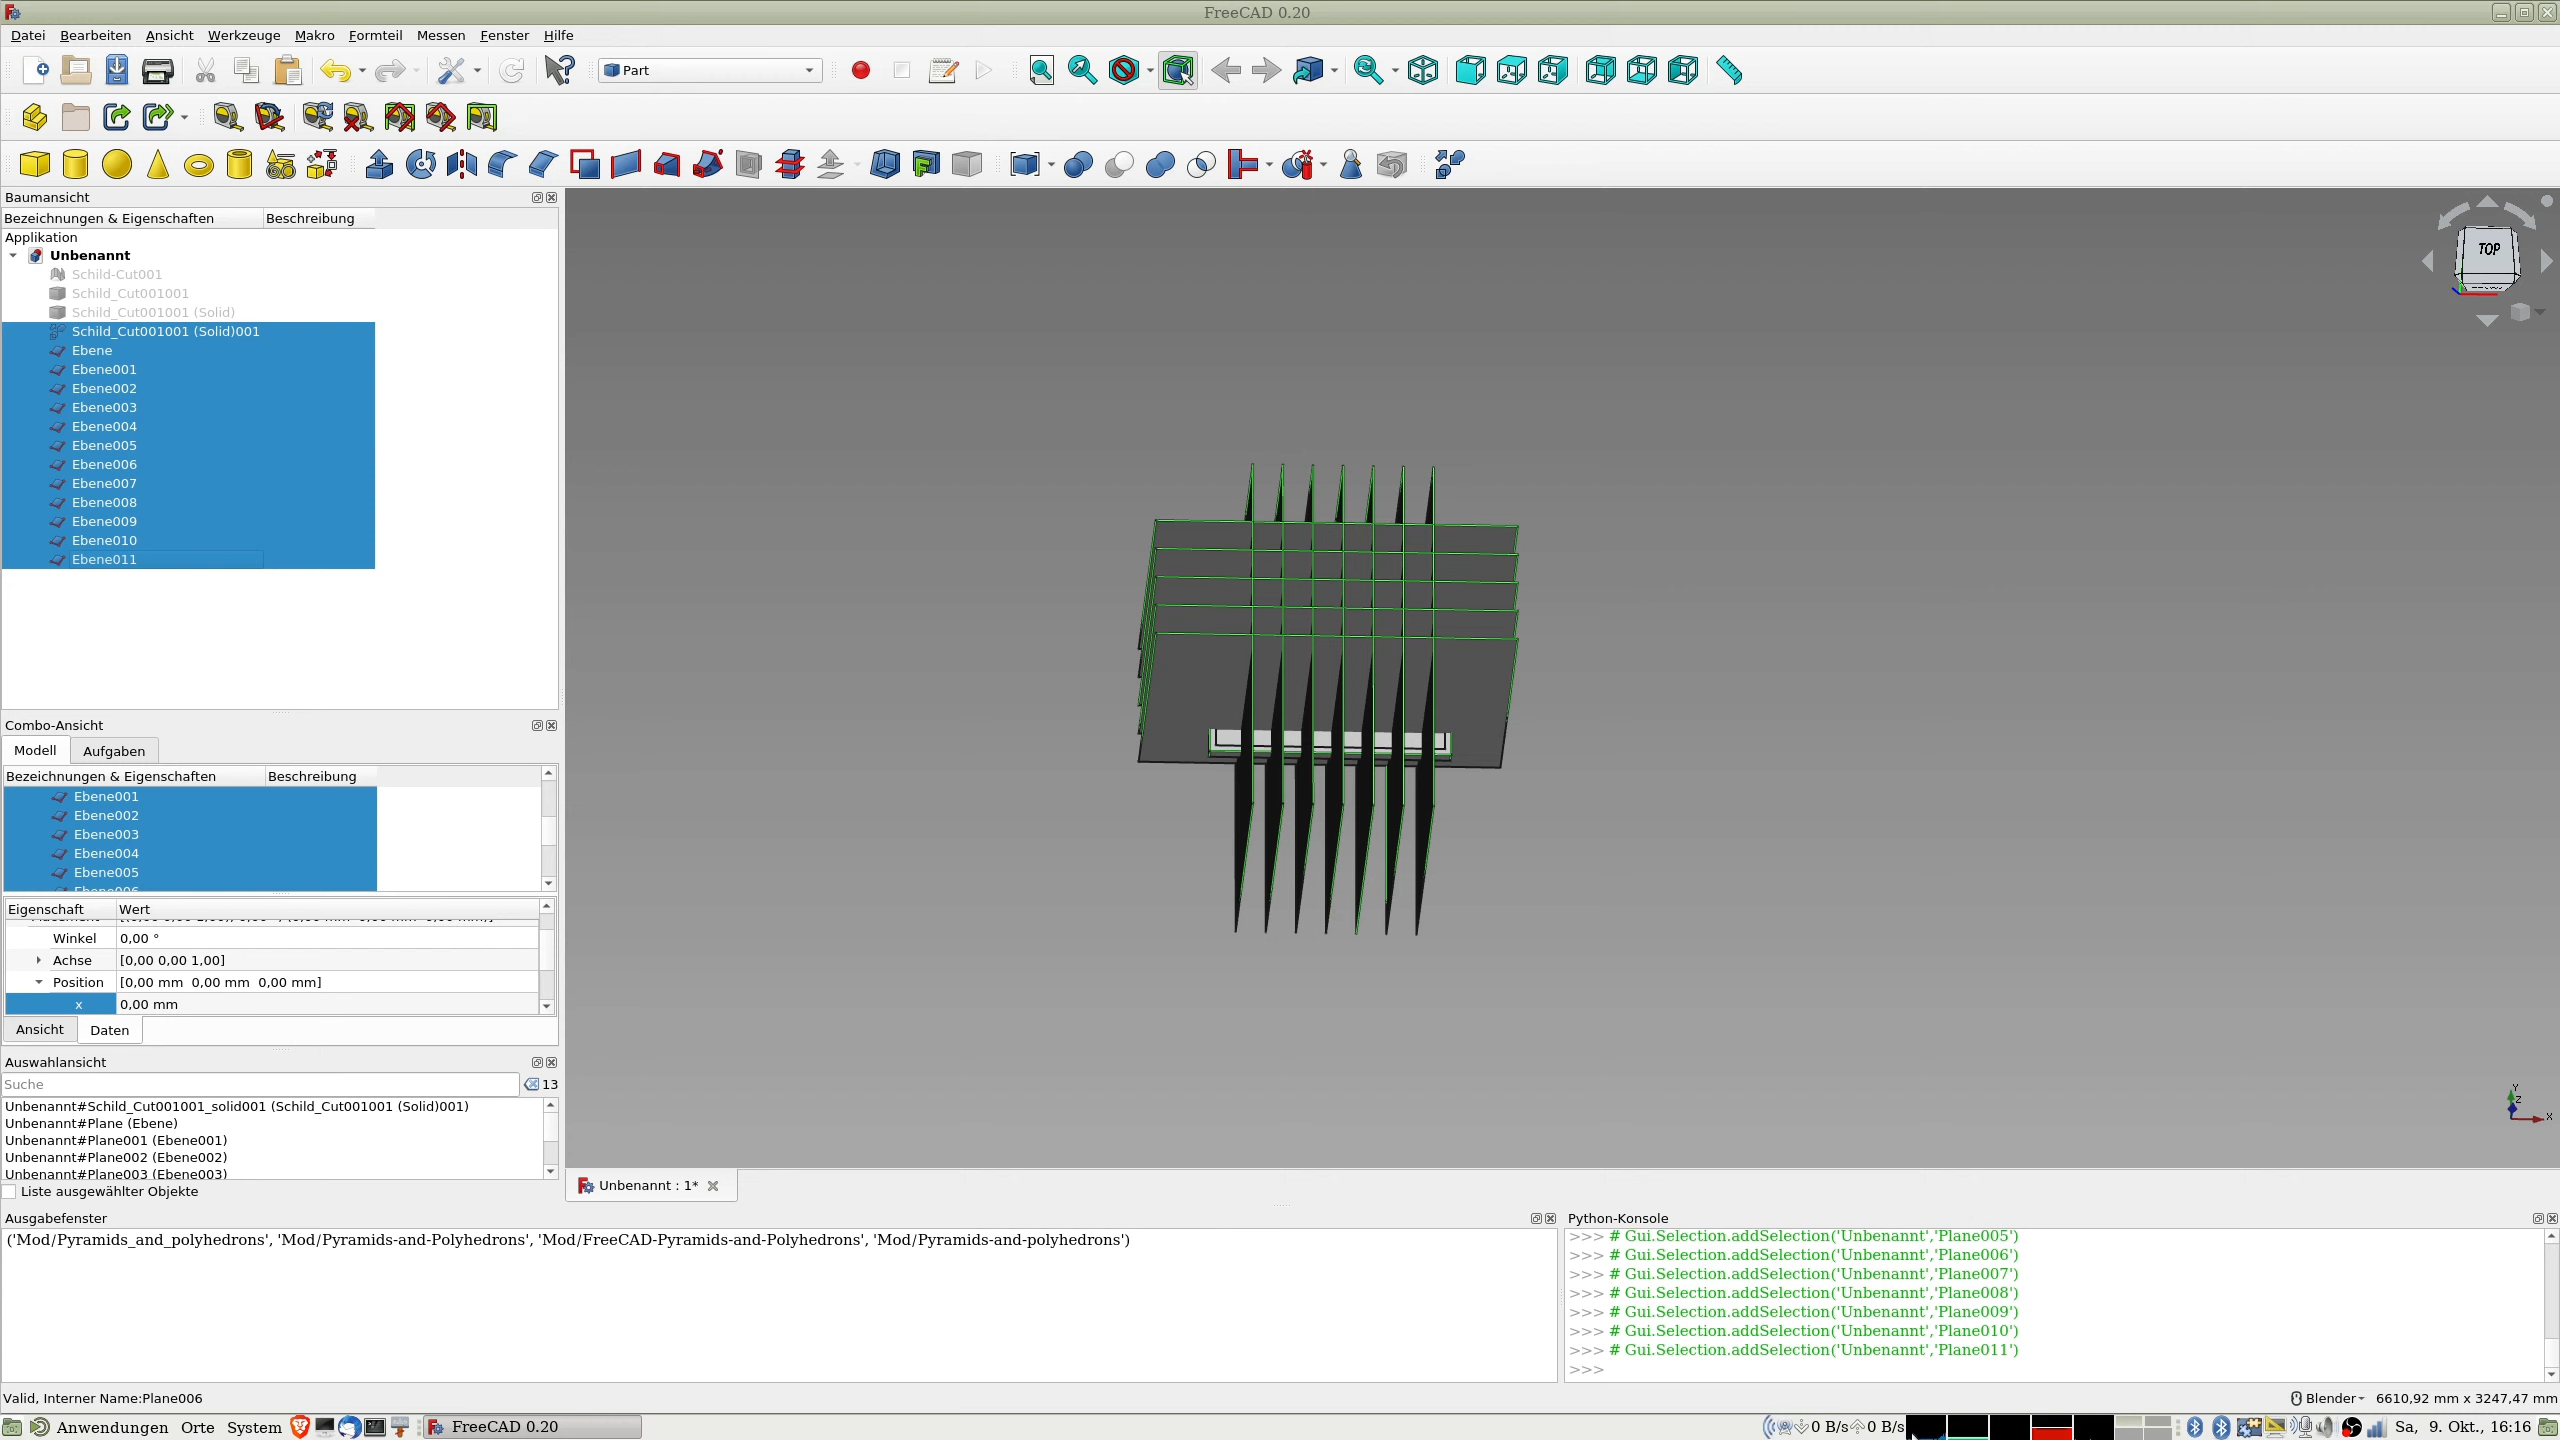 FreeCAD 0.20
Datei Bearbeiten Ansicht Werkzeuge Makro Formteil Messen Fenster Hilfe
Part
Baumansicht
Bezeichnungen & Eigenschaften Beschreibung
Applikation
Unbenannt
Schild-Cut001
Schild_Cut001001
Schild_Cut001001 (Solid)
Schild_Cut001001 (Solid)001
Ebene
Ebene001
Ebene002
Ebene003
Ebene004
Ebene005
Ebene006
Ebene007
Ebene008
Ebene009
Ebene010
Ebene011
TOP
Combo-Ansicht
Modell Aufgaben
Bezeichnungen & Eigenschaften Beschreibung
Ebene001
Ebene002
Ebene003
Ebene004
Ebene005
Eigenschaft Wert
Winkel 0,00 °
Achse [0,00 0,00 1,00]
Position [0,00 mm 0,00 mm 0,00 mm]
x 0,00 mm
Ansicht Daten
Auswahlansicht
Suche 13
Unbenannt#Schild_Cut001001_solid001 (Schild_Cut001001 (Solid)001)
Unbenannt#Plane (Ebene)
Unbenannt#Plane001 (Ebene001)
Unbenannt#Plane002 (Ebene002)
Unbenannt#Plane003 (Ebene003)
Liste ausgewählter Objekte
Y
Z
X
Unbenannt : 1*
Ausgabefenster
('Mod/Pyramids_and_polyhedrons', 'Mod/Pyramids-and-Polyhedrons', 'Mod/FreeCAD-Pyramids-and-Polyhedrons', 'Mod/Pyramids-and-polyhedrons')
Python-Konsole
>>> # Gui.Selection.addSelection('Unbenannt','Plane005')
>>> # Gui.Selection.addSelection('Unbenannt','Plane006')
>>> # Gui.Selection.addSelection('Unbenannt','Plane007')
>>> # Gui.Selection.addSelection('Unbenannt','Plane008')
>>> # Gui.Selection.addSelection('Unbenannt','Plane009')
>>> # Gui.Selection.addSelection('Unbenannt','Plane010')
>>> # Gui.Selection.addSelection('Unbenannt','Plane011')
>>>
Valid, Interner Name:Plane006
Blender 6610,92 mm x 3247,47 mm
Anwendungen Orte System FreeCAD 0.20 0 B/s 0 B/s Sa, 9. Okt., 16:16